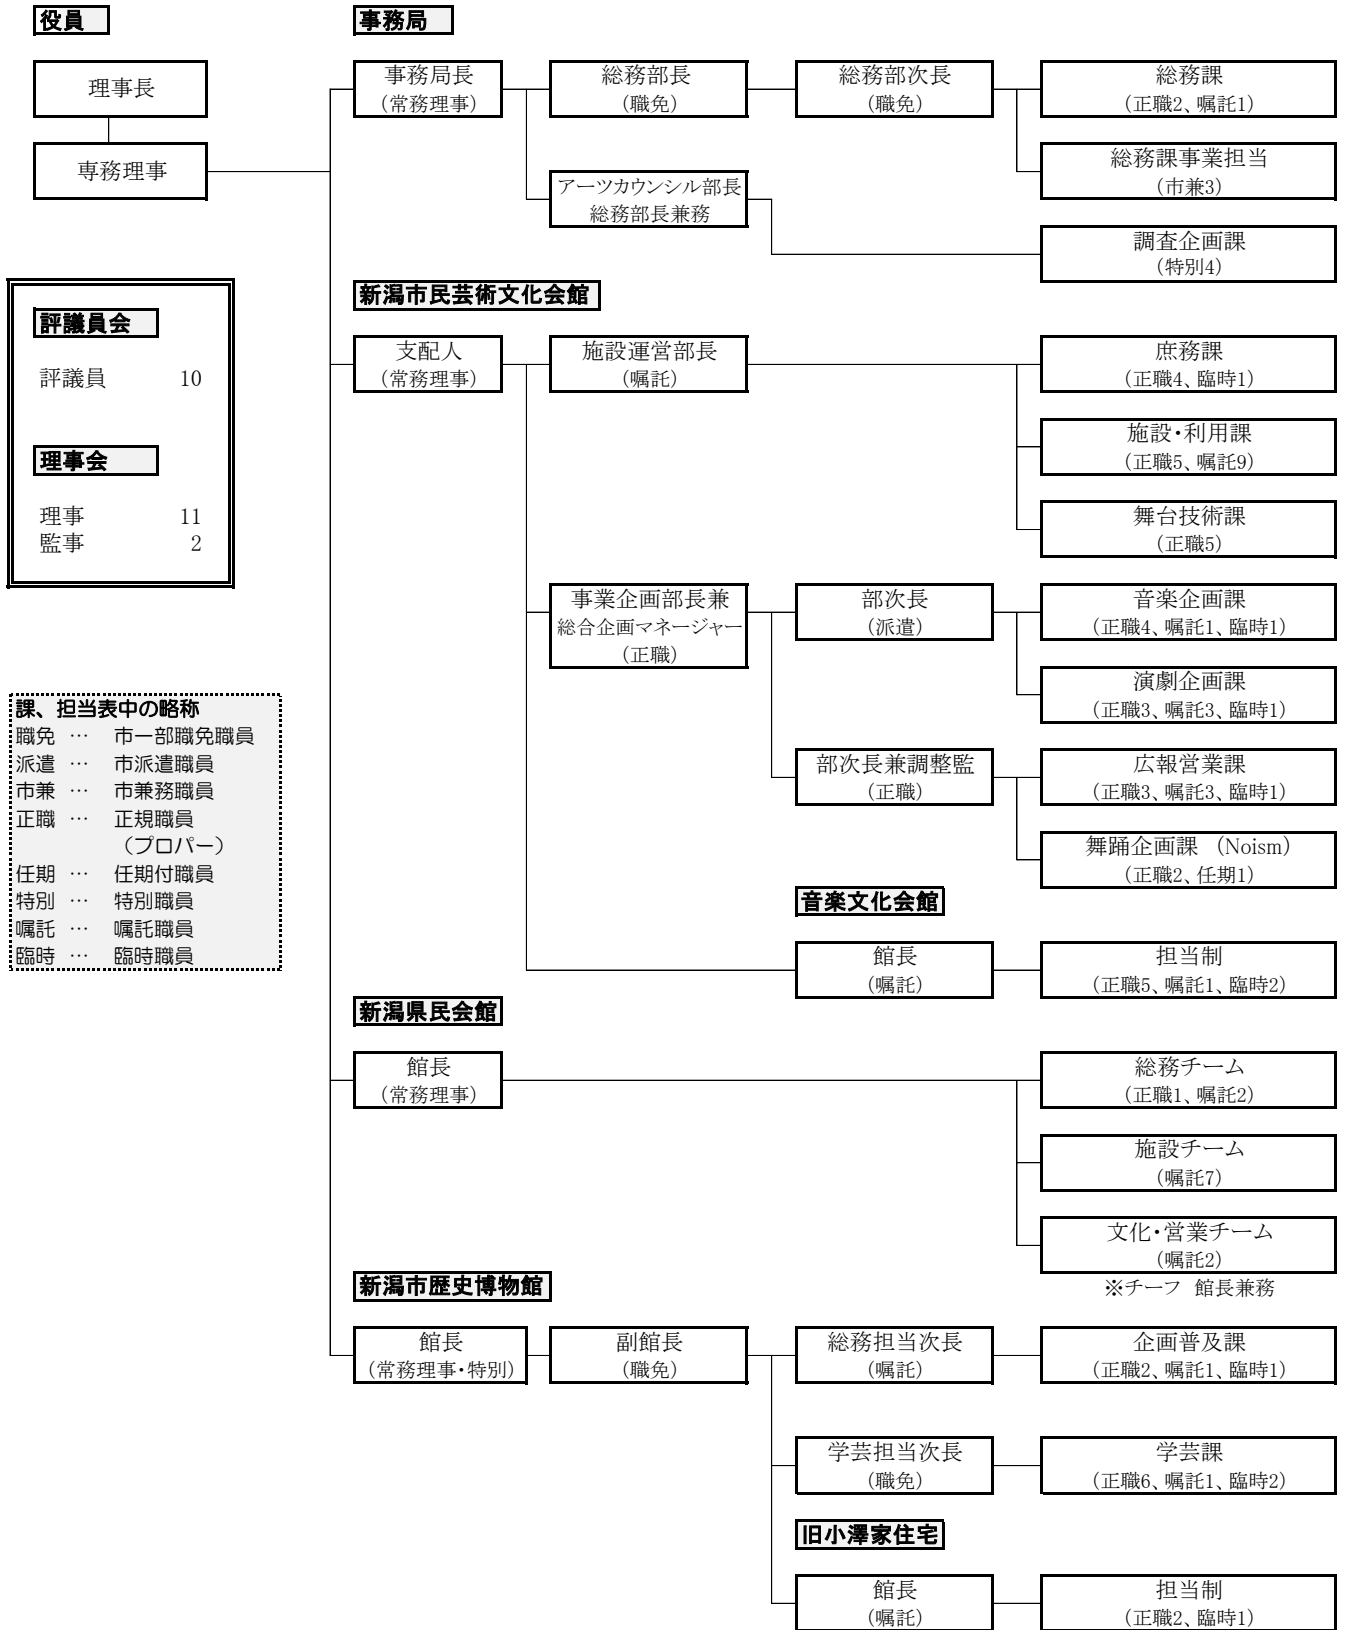 役員
理事長
専務理事
評議員会
評議員 10
理事会
理事 11
監事 2
課、担当表中の略称
職免 … 市一部職免職員
派遣 … 市派遣職員
市兼 … 市兼務職員
正職 … 正規職員
（プロパー）
任期 … 任期付職員
特別 … 特別職員
嘱託 … 嘱託職員
臨時 … 臨時職員
事務局
事務局長
（常務理事）
総務部長
（職免）
総務部次長
（職免）
総務課
（正職2、嘱託1）
総務課事業担当
（市兼3）
アーツカウンシル部長
総務部長兼務
調査企画課
（特別4）
新潟市民芸術文化会館
支配人
（常務理事）
施設運営部長
（嘱託）
庶務課
（正職4、臨時1）
施設・利用課
（正職5、嘱託9）
舞台技術課
（正職5）
事業企画部長兼
総合企画マネージャー
（正職）
部次長
（派遣）
音楽企画課
（正職4、嘱託1、臨時1）
演劇企画課
（正職3、嘱託3、臨時1）
部次長兼調整監
（正職）
広報営業課
（正職3、嘱託3、臨時1）
舞踊企画課 （Noism）
（正職2、任期1）
音楽文化会館
館長
（嘱託）
担当制
（正職5、嘱託1、臨時2）
新潟県民会館
館長
（常務理事）
総務チーム
（正職1、嘱託2）
施設チーム
（嘱託7）
文化・営業チーム
（嘱託2）
※チーフ 館長兼務
新潟市歴史博物館
館長
（常務理事・特別）
副館長
（職免）
総務担当次長
（嘱託）
企画普及課
（正職2、嘱託1、臨時1）
学芸担当次長
（職免）
学芸課
（正職6、嘱託1、臨時2）
旧小澤家住宅
館長
（嘱託）
担当制
（正職2、臨時1）